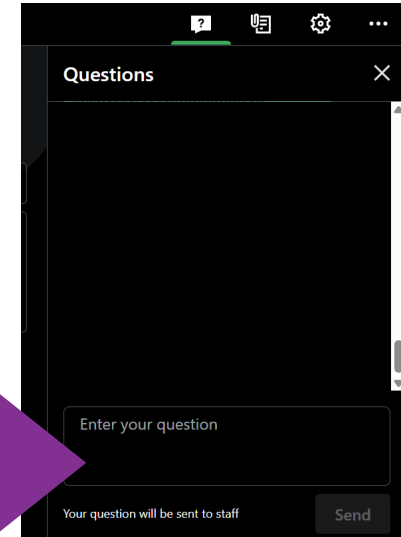 ?
Questions
Enter your question
Your question will be sent to staff
Send